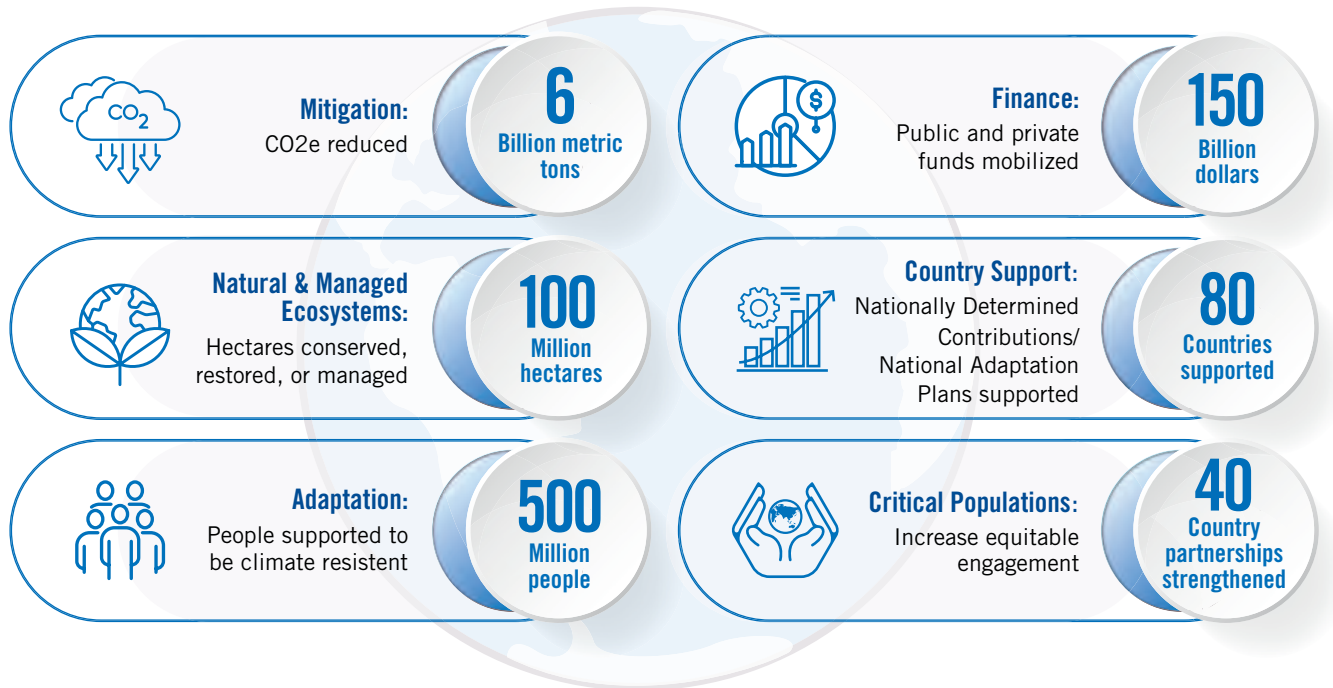 CO2
Mitigation:
CO2e reduced
6
Billion metric
tons
Finance:
Public and private
funds mobilized
$
150
Billion
dollars
Natural & Managed
Ecosystems:
Hectares conserved,
restored, or managed
100
Million
hectares
Country Support:
Nationally Determined
Contributions/
National Adaptation
Plans supported
80
Countries
supported
Adaptation:
People supported to
be climate resistent
500
Million
people
Critical Populations:
Increase equitable
engagement
40
Country
partnerships
strengthened